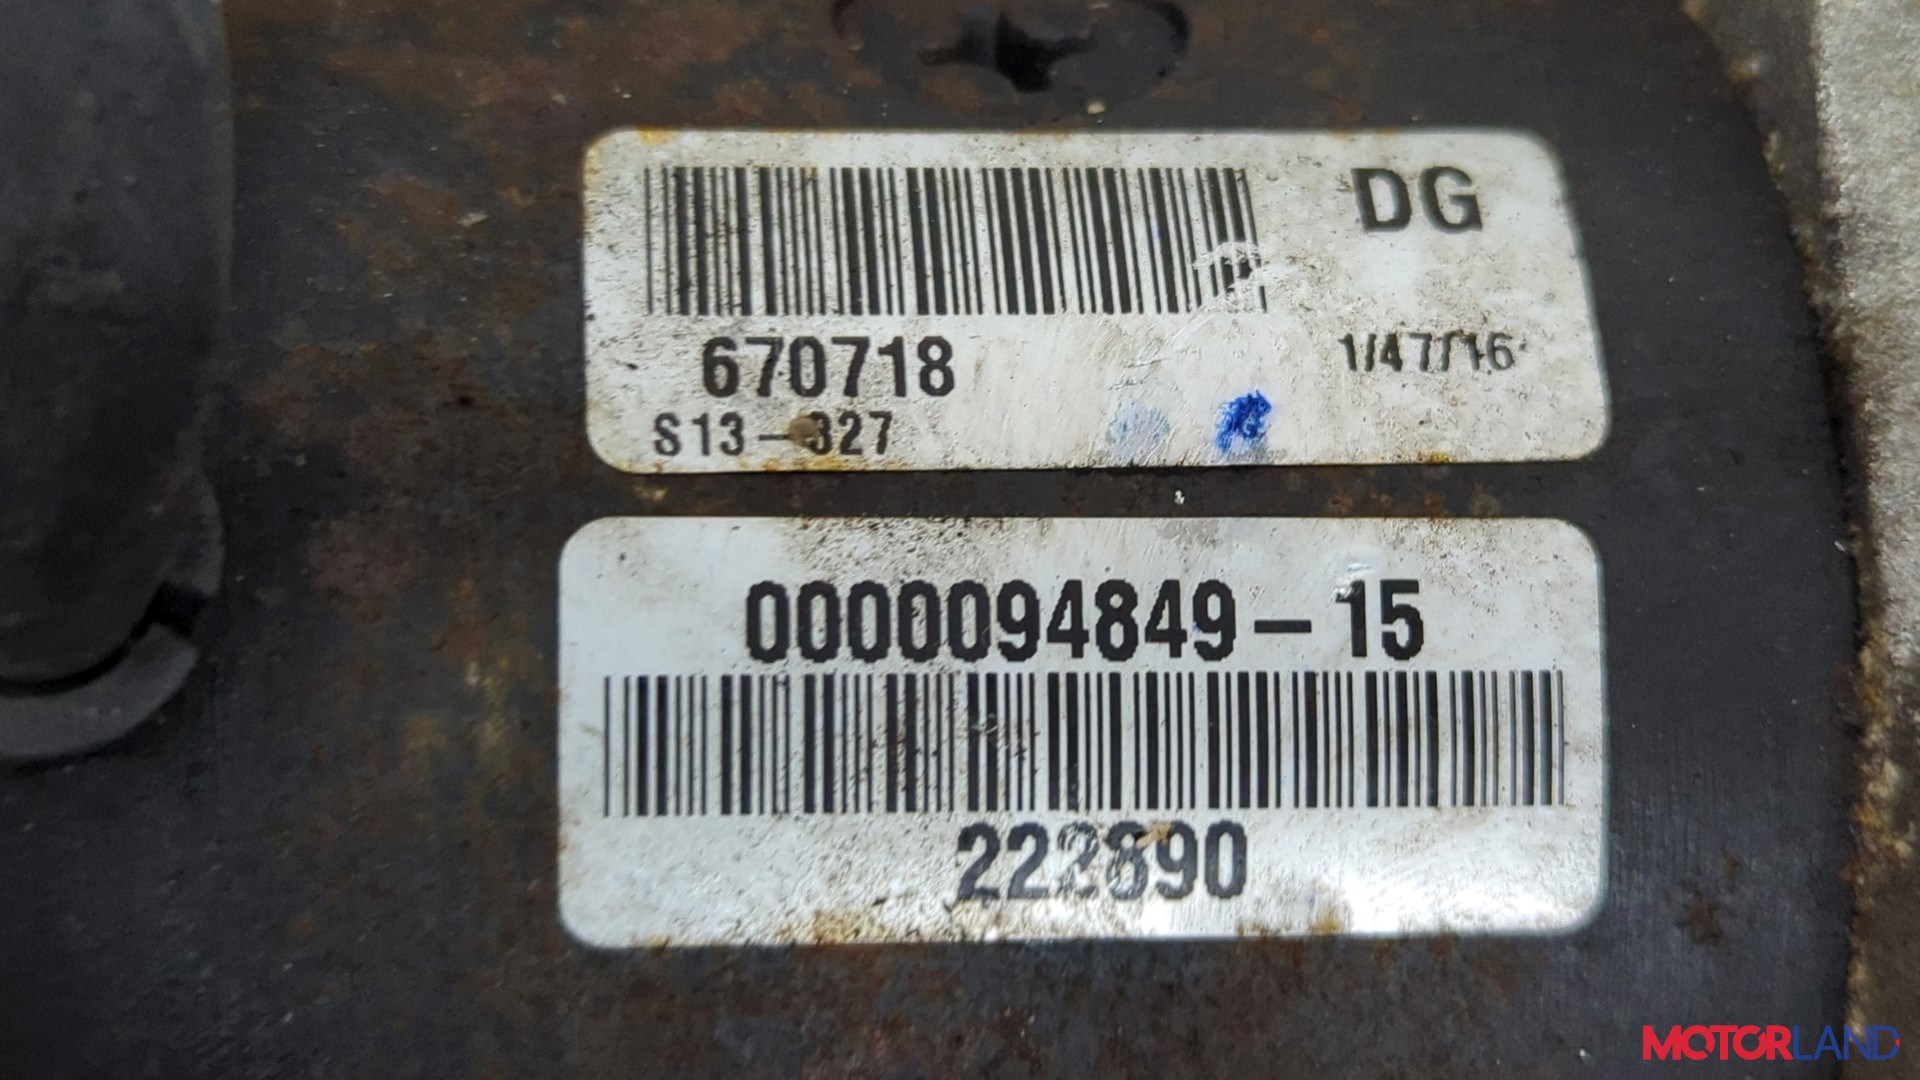 DG
670718
1/47/16
S13-327
0000094849-15
222890
MOTORLAND